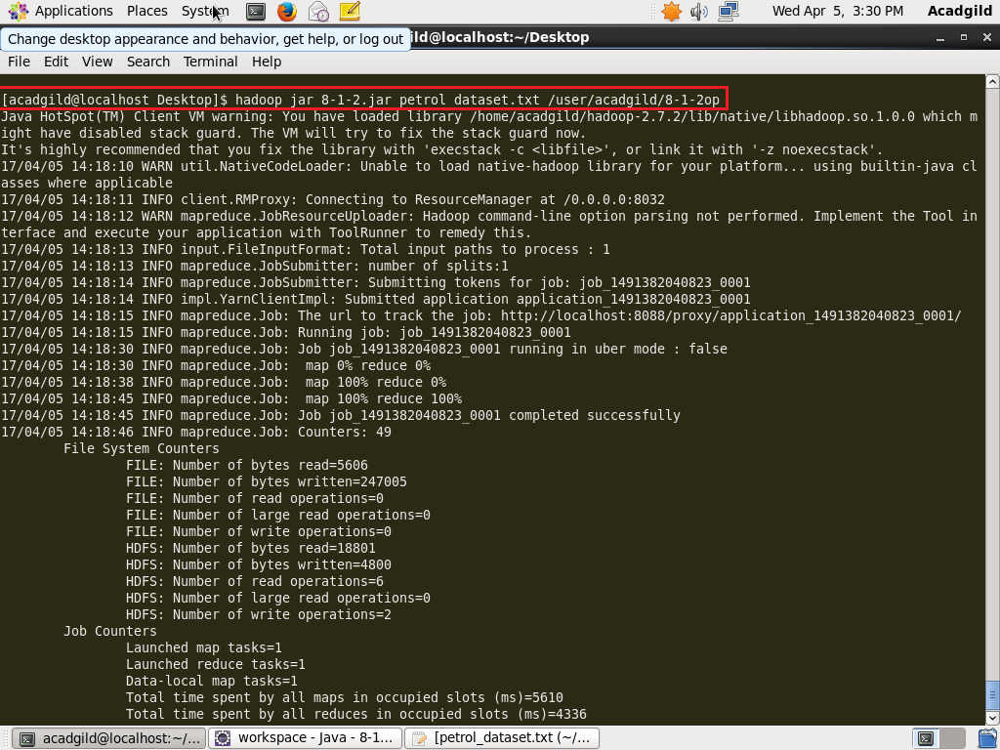 Applications Places System Wed Apr 5, 3:30 PM Acadgild
Change desktop appearance and behavior, get help, or log out
ild@localhost:~/Desktop
File Edit View Search Terminal Help
[acadgild@localhost Desktop]$ hadoop jar 8-1-2.jar petrol_dataset.txt /user/acadgild/8-1-2op
Java HotSpot(TM) Client VM warning: You have loaded library /home/acadgild/hadoop-2.7.2/lib/native/libhadoop.so.1.0.0 which m
ight have disabled stack guard. The VM will try to fix the stack guard now.
It's highly recommended that you fix the library with 'execstack -c <libfile>', or link it with '-z noexecstack'.
17/04/05 14:18:10 WARN util.NativeCodeLoader: Unable to load native-hadoop library for your platform... using builtin-java cl
asses where applicable
17/04/05 14:18:11 INFO client.RMProxy: Connecting to ResourceManager at /0.0.0.0:8032
17/04/05 14:18:12 WARN mapreduce.JobResourceUploader: Hadoop command-line option parsing not performed. Implement the Tool in
terface and execute your application with ToolRunner to remedy this.
17/04/05 14:18:13 INFO input.FileInputFormat: Total input paths to process : 1
17/04/05 14:18:13 INFO mapreduce.JobSubmitter: number of splits:1
17/04/05 14:18:14 INFO mapreduce.JobSubmitter: Submitting tokens for job: job_1491382040823_0001
17/04/05 14:18:14 INFO impl.YarnClientImpl: Submitted application application_1491382040823_0001
17/04/05 14:18:15 INFO mapreduce.Job: The url to track the job: http://localhost:8088/proxy/application_1491382040823_0001/
17/04/05 14:18:15 INFO mapreduce.Job: Running job: job_1491382040823_0001
17/04/05 14:18:30 INFO mapreduce.Job: Job job_1491382040823_0001 running in uber mode : false
17/04/05 14:18:30 INFO mapreduce.Job:  map 0% reduce 0%
17/04/05 14:18:38 INFO mapreduce.Job:  map 100% reduce 0%
17/04/05 14:18:45 INFO mapreduce.Job:  map 100% reduce 100%
17/04/05 14:18:45 INFO mapreduce.Job: Job job_1491382040823_0001 completed successfully
17/04/05 14:18:46 INFO mapreduce.Job: Counters: 49
File System Counters
FILE: Number of bytes read=5606
FILE: Number of bytes written=247005
FILE: Number of read operations=0
FILE: Number of large read operations=0
FILE: Number of write operations=0
HDFS: Number of bytes read=18801
HDFS: Number of bytes written=4800
HDFS: Number of read operations=6
HDFS: Number of large read operations=0
HDFS: Number of write operations=2
Job Counters
Launched map tasks=1
Launched reduce tasks=1
Data-local map tasks=1
Total time spent by all maps in occupied slots (ms)=5610
Total time spent by all reduces in occupied slots (ms)=4336
acadgild@localhost:~/... workspace - Java - 8-1... [petrol_dataset.txt (~/...